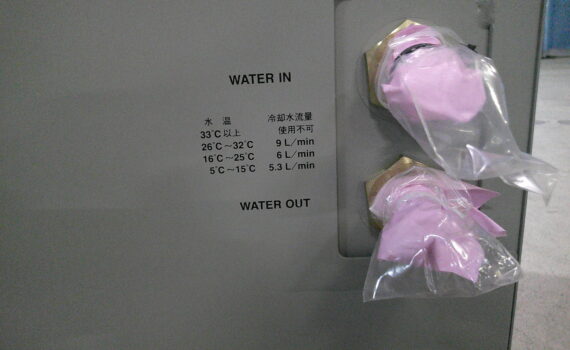 WATER IN
水 温 冷却水流量
33℃以上 使用不可
26℃～32℃ 9 L/min
16℃～25℃ 6 L/min
5℃～15℃ 5.3 L/min
WATER OUT